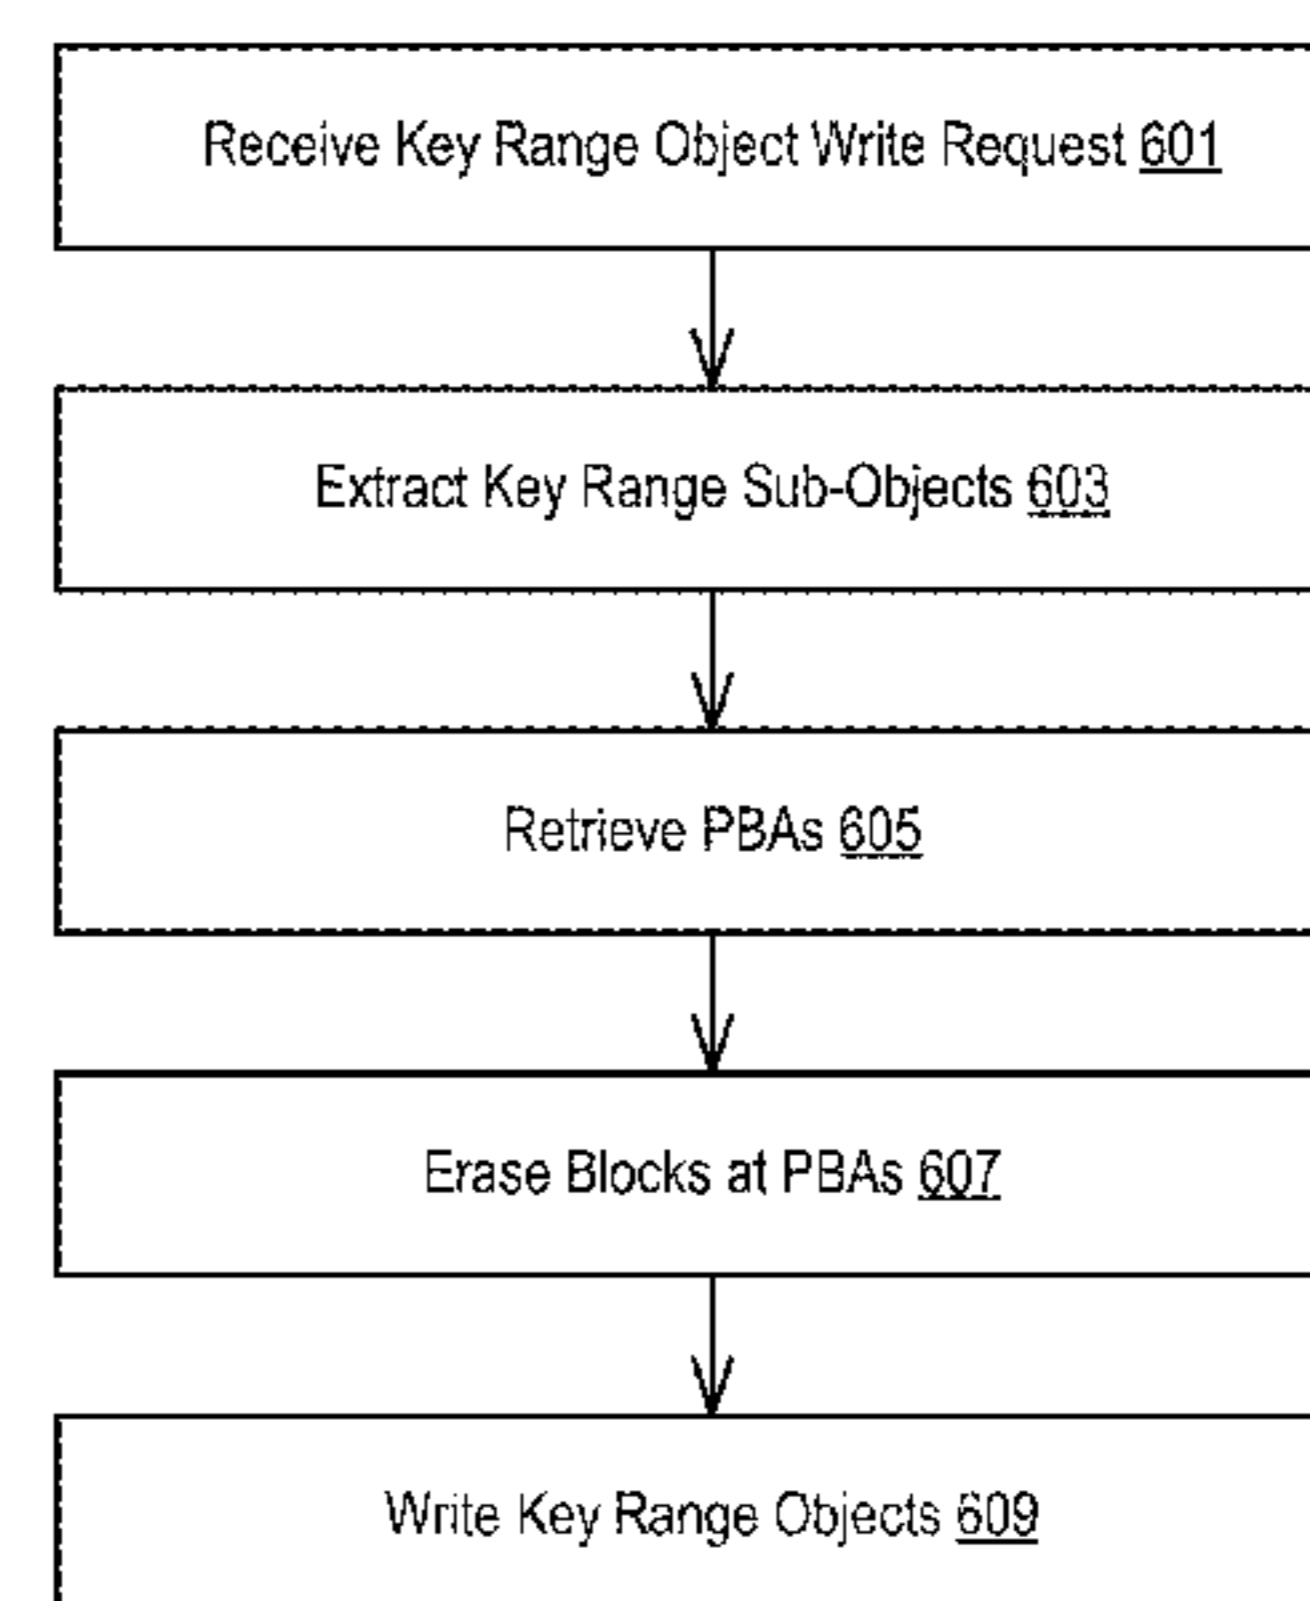 Receive Key Range Object Write Request 601
Extract Key Range Sub-Objects 603
Retrieve PBAs 605
Erase Blocks at PBAs 607
Write Key Range Objects 609